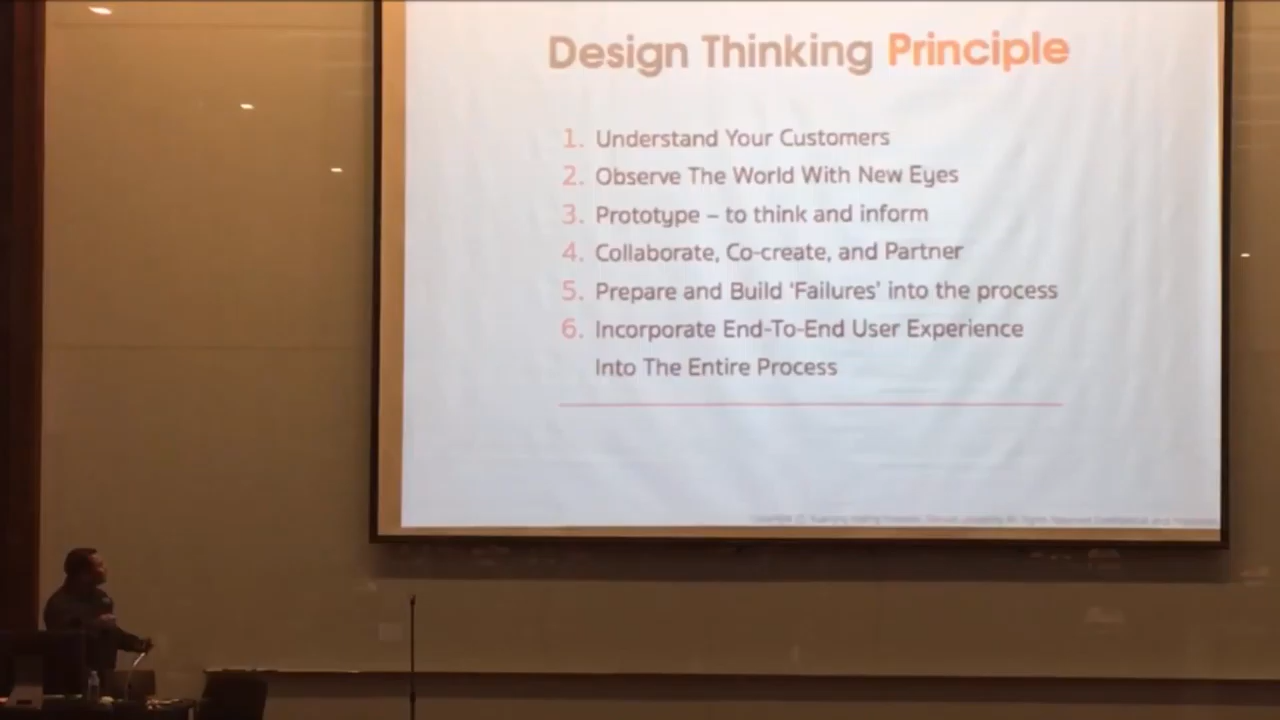 Design Thinking Principle
1. Understand Your Customers
2. Observe The World With New Eyes
3. Prototype – to think and inform
4. Collaborate, Co-create, and Partner
5. Prepare and Build ‘Failures’ into the process
6. Incorporate End-To-End User Experience
Into The Entire Process